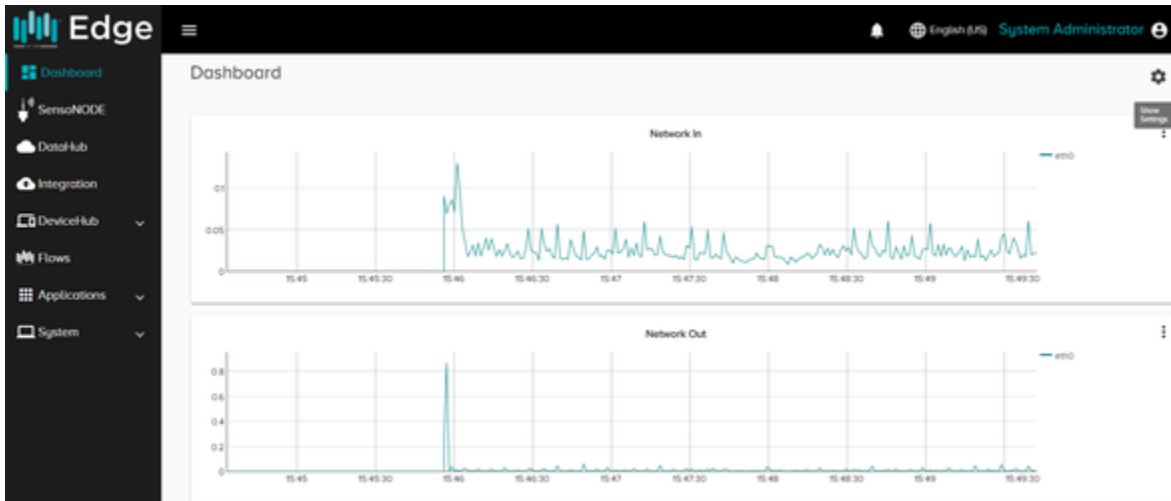 Edge
English (US) System Administrator
Dashboard
SensoNODE
DataHub
Integration
DeviceHub
Flows
Applications
System
Dashboard
Show
Settings
Network In
eth0
0.1
0.05
0
15:45 15:45:30 15:46 15:46:30 15:47 15:47:30 15:48 15:48:30 15:49 15:49:30
Network Out
eth0
0.8
0.6
0.4
0.2
0
15:45 15:45:30 15:46 15:46:30 15:47 15:47:30 15:48 15:48:30 15:49 15:49:30